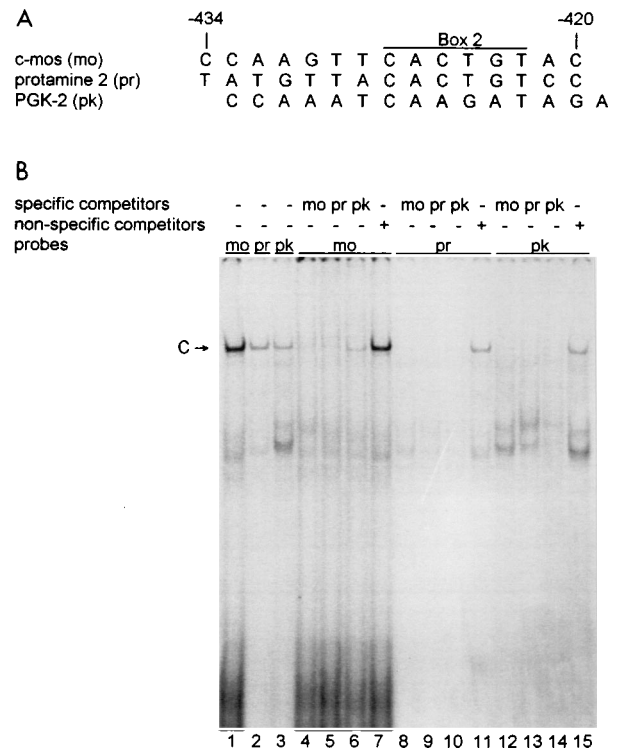 A
-434 -420
Box 2
c-mos (mo) C C A A G T T C A C T G T A C
protamine 2 (pr) T A T G T T A C A C T G T C C
PGK-2 (pk) C C A A A T C A A G A T A G A
B
specific competitors - - - mo pr pk - mo pr pk - mo pr pk -
non-specific competitors - - - - - - + - - - + - - - +
probes mo pr pk mo pr pk
C →
1 2 3 4 5 6 7 8 9 10 11 12 13 14 15